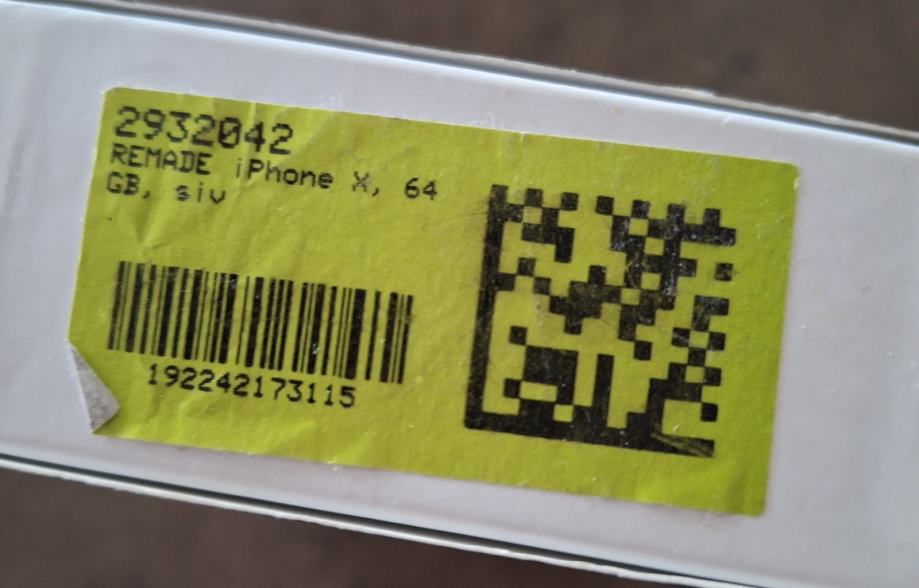 2932042
REMADE iPhone X, 64
GB, siv
192242173115